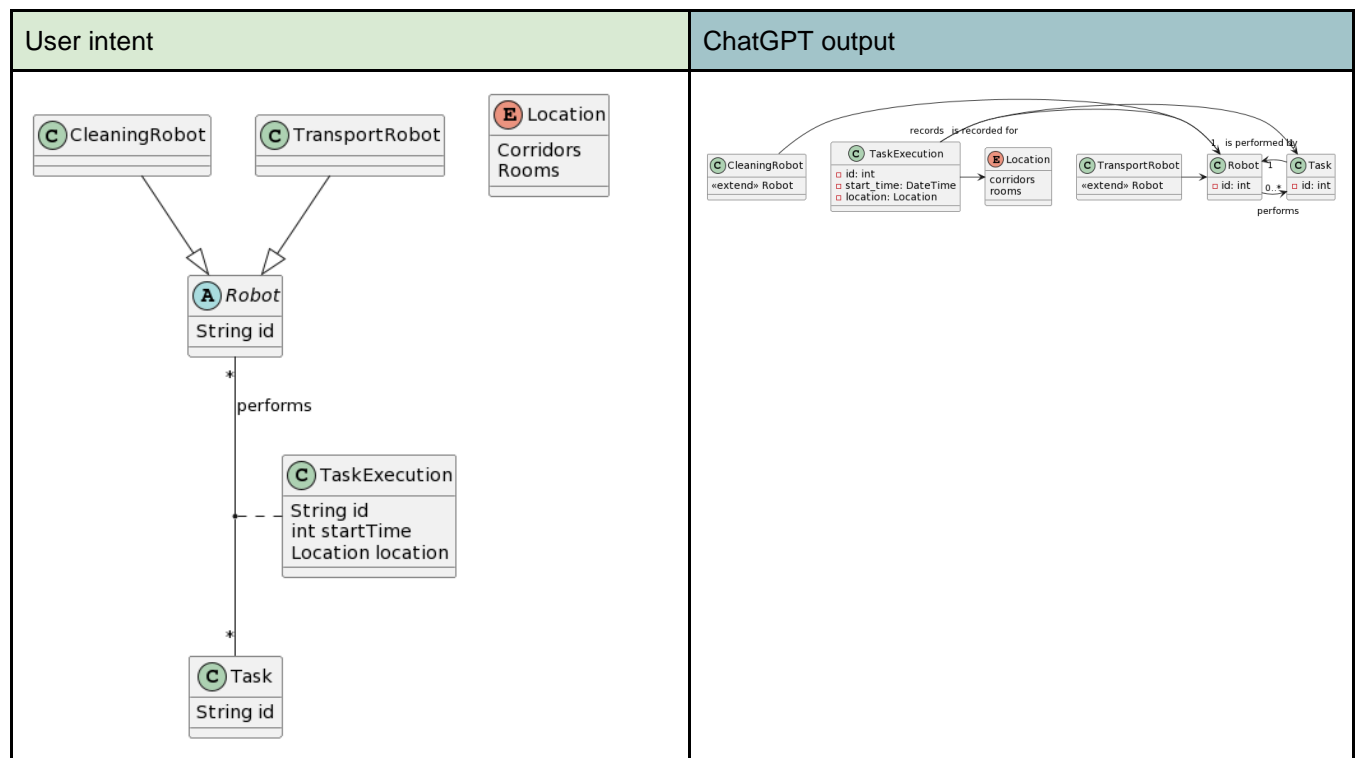 User intent
ChatGPT output
C CleaningRobot
C TransportRobot
E Location
Corridors
Rooms
A Robot
String id
*
performs
C TaskExecution
String id
int startTime
Location location
*
C Task
String id
records is recorded for
1 is performed by
C CleaningRobot
«extend» Robot
C TaskExecution
id: int
start_time: DateTime
location: Location
E Location
corridors
rooms
C TransportRobot
«extend» Robot
C Robot
id: int
1
0..*
performs
C Task
id: int